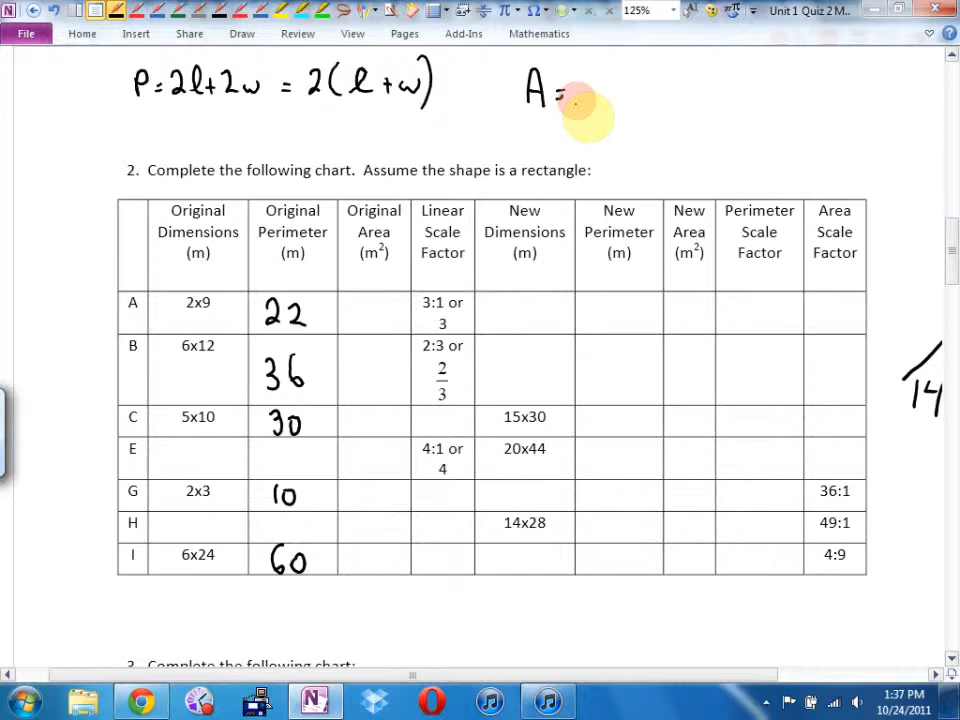 125%
Unit 1 Quiz 2 M..
File Home Insert Share Draw Review View Pages Add-Ins Mathematics
P=2l+2w = 2(l+w) A=
2. Complete the following chart. Assume the shape is a rectangle:
Original Dimensions (m) Original Perimeter (m) Original Area (m²) Linear Scale Factor New Dimensions (m) New Perimeter (m) New Area (m²) Perimeter Scale Factor Area Scale Factor
A 2x9 22 3:1 or 3
B 6x12 36 2:3 or 2/3
14
C 5x10 30 15x30
E 4:1 or 4 20x44
G 2x3 10 36:1
H 14x28 49:1
I 6x24 60 4:9
3. Complete the following chart:
1:37 PM
10/24/2011